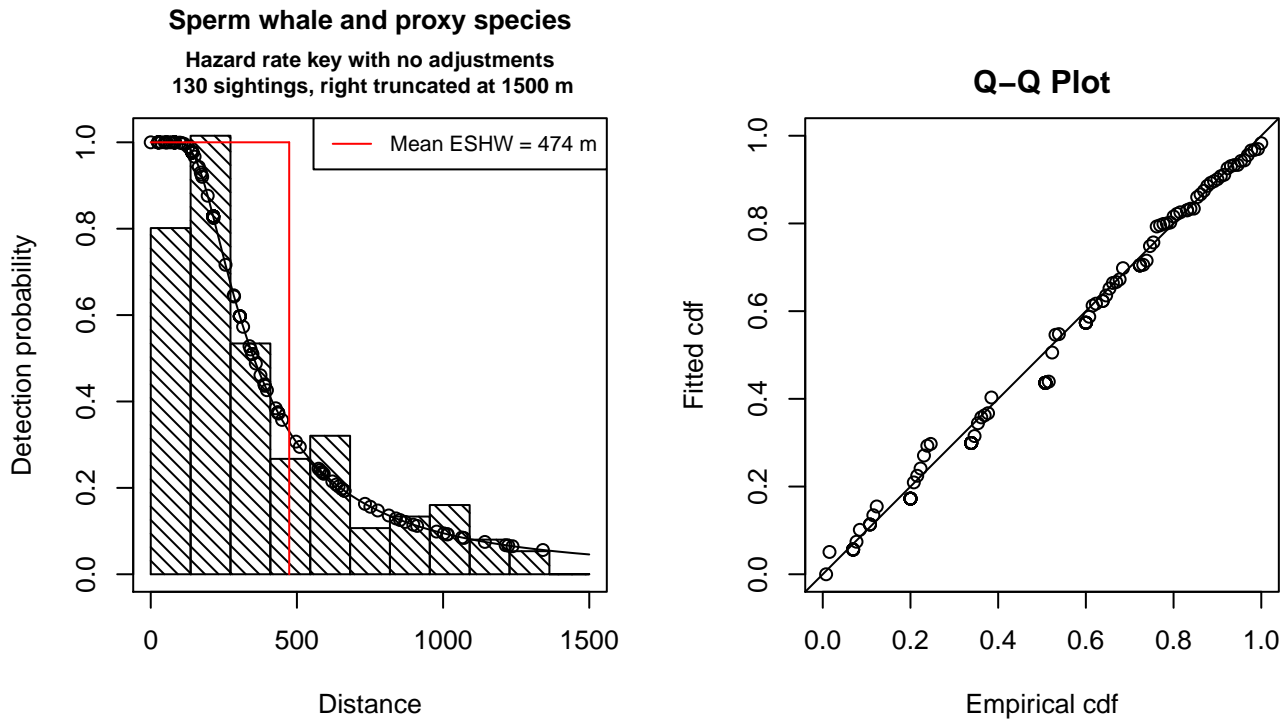 Sperm whale and proxy species
Hazard rate key with no adjustments
130 sightings, right truncated at 1500 m
Mean ESHW = 474 m
Detection probability
0.0 0.2 0.4 0.6 0.8 1.0
0 500 1000 1500
Distance
Q−Q Plot
Fitted cdf
0.0 0.2 0.4 0.6 0.8 1.0
0.0 0.2 0.4 0.6 0.8 1.0
Empirical cdf